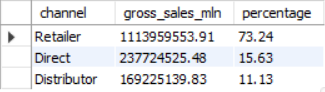 channel gross_sales_mln percentage
Retailer 1113959553.91 73.24
Direct 237724525.48 15.63
Distributor 169225139.83 11.13